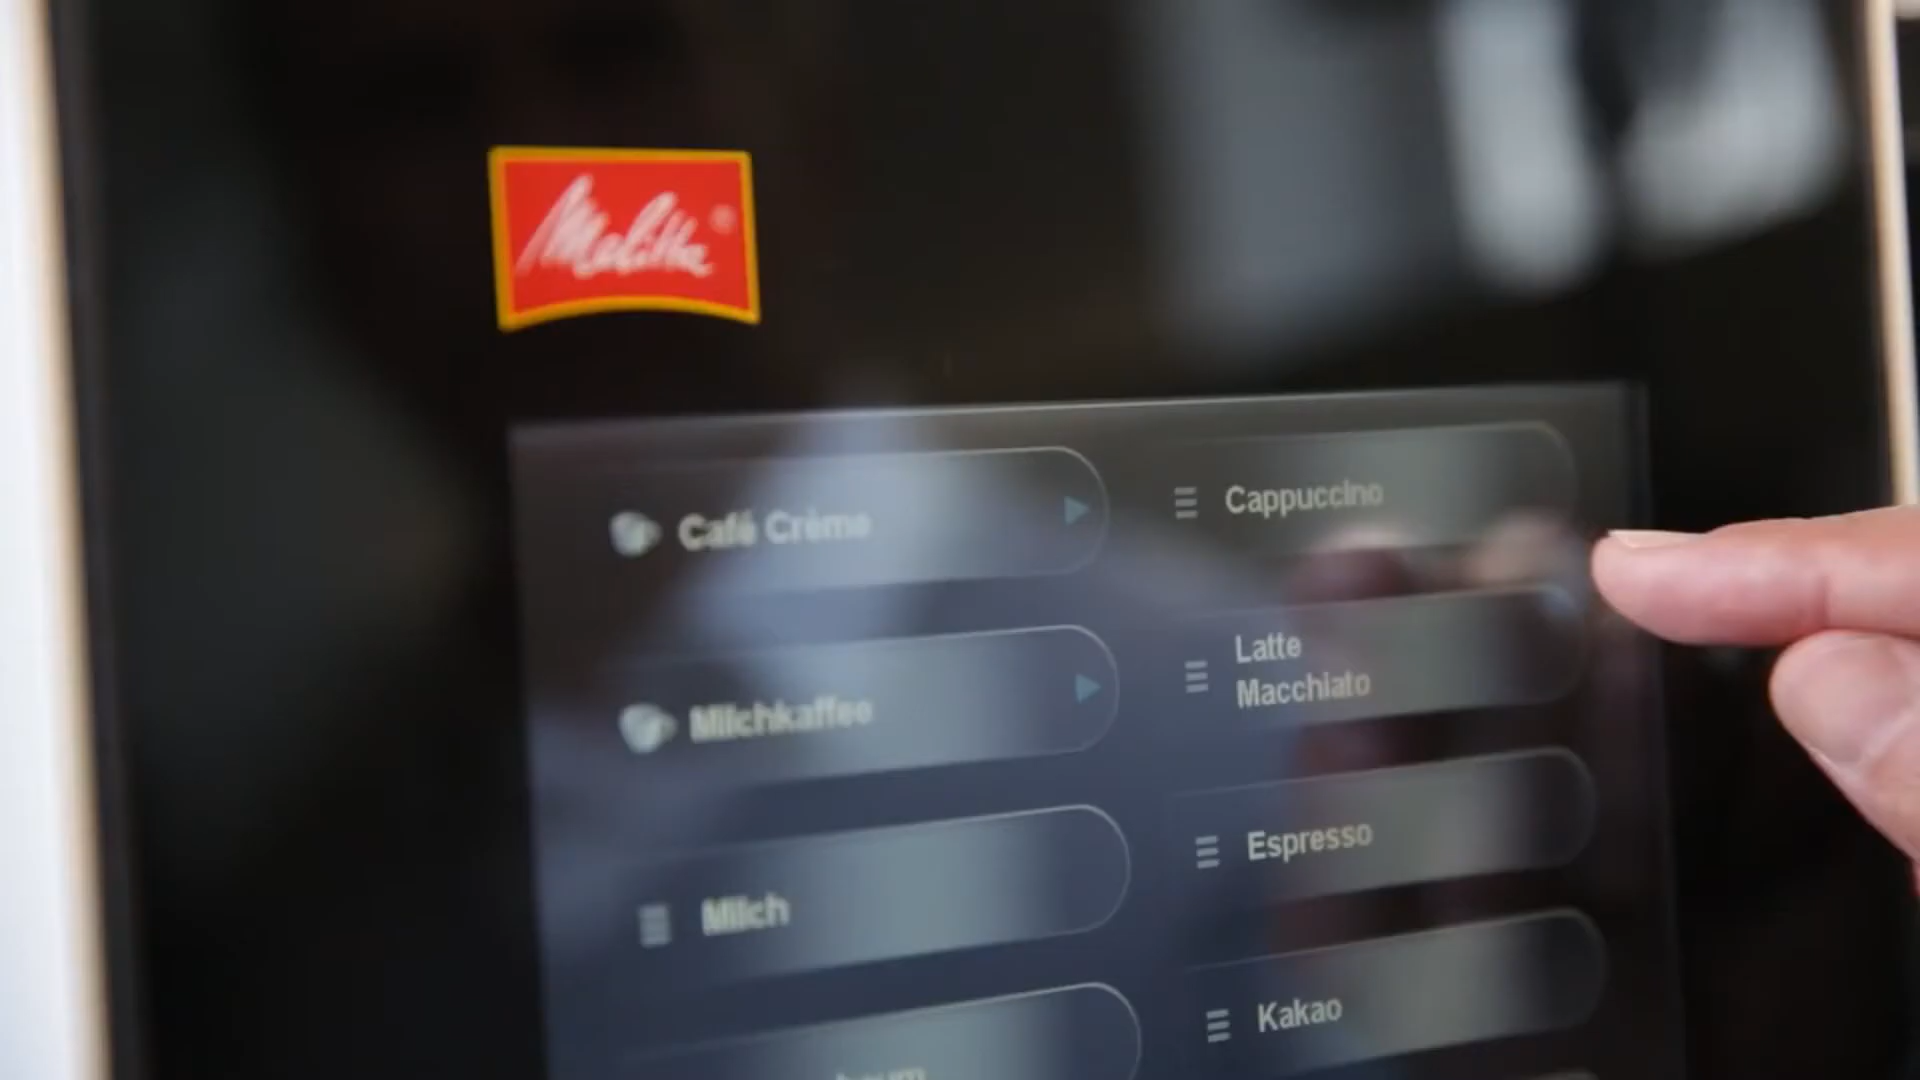 Melitta®
Café Crème
Milchkaffee
Milch
Cappuccino
Latte
Macchiato
Espresso
Kakao